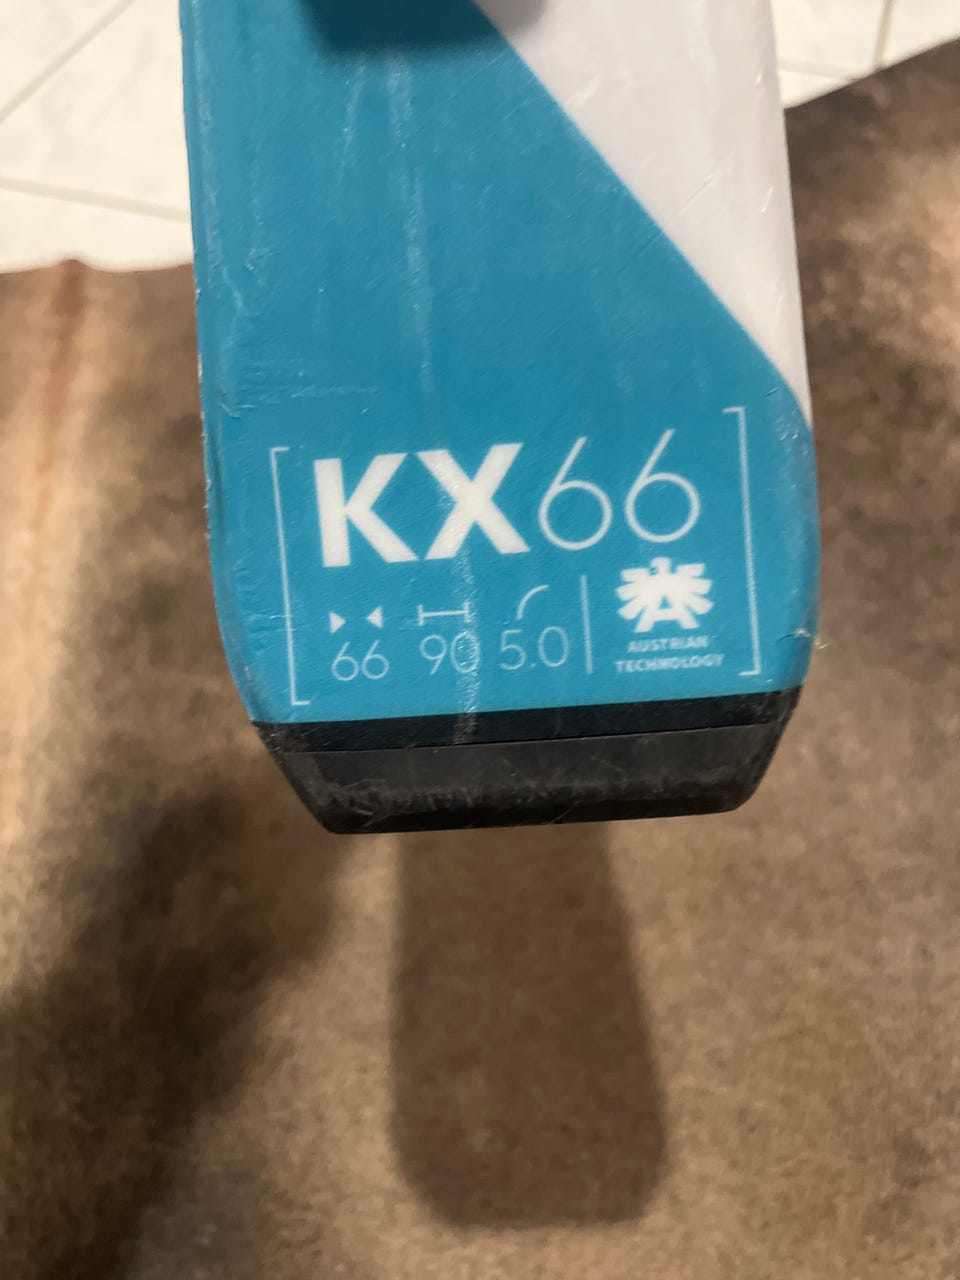 KX66
66 90 5.0
AUSTRIAN
TECHNOLOGY